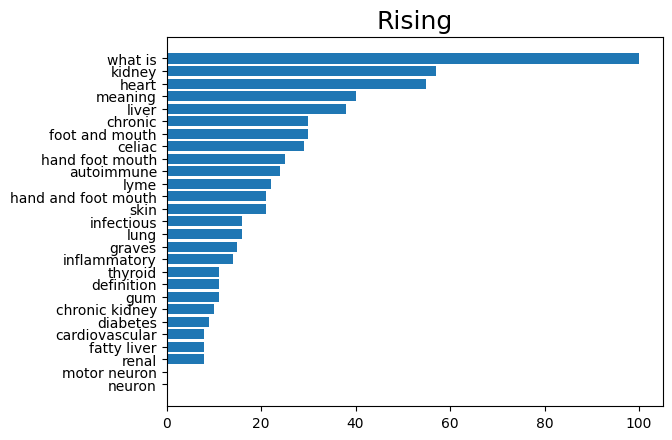 Rising
what is
kidney
heart
meaning
liver
chronic
foot and mouth
celiac
hand foot mouth
autoimmune
lyme
hand and foot mouth
skin
infectious
lung
graves
inflammatory
thyroid
definition
gum
chronic kidney
diabetes
cardiovascular
fatty liver
renal
motor neuron
neuron
0 20 40 60 80 100